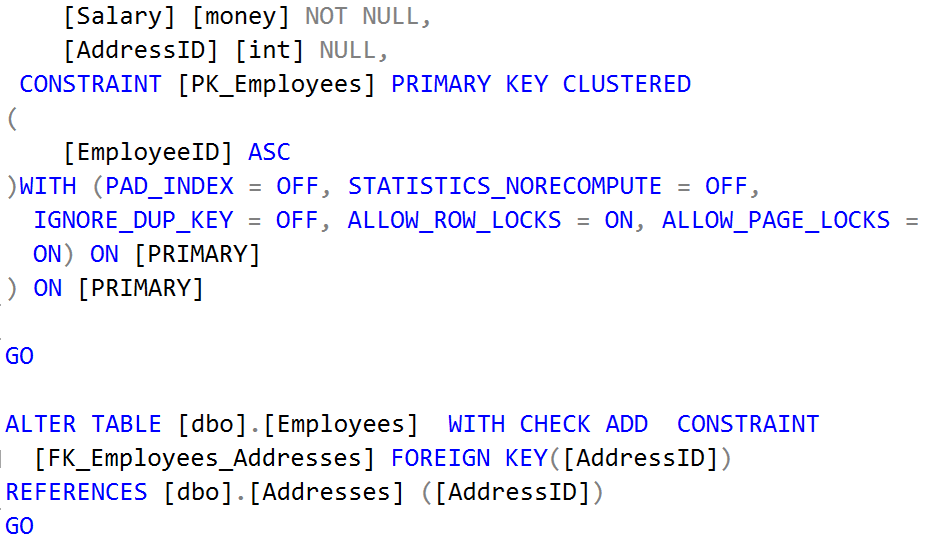 [Salary] [money] NOT NULL,
[AddressID] [int] NULL,
CONSTRAINT [PK_Employees] PRIMARY KEY CLUSTERED
(
[EmployeeID] ASC
)WITH (PAD_INDEX = OFF, STATISTICS_NORECOMPUTE = OFF,
IGNORE_DUP_KEY = OFF, ALLOW_ROW_LOCKS = ON, ALLOW_PAGE_LOCKS =
ON) ON [PRIMARY]
) ON [PRIMARY]
GO
ALTER TABLE [dbo].[Employees]  WITH CHECK ADD  CONSTRAINT
[FK_Employees_Addresses] FOREIGN KEY([AddressID])
REFERENCES [dbo].[Addresses] ([AddressID])
GO